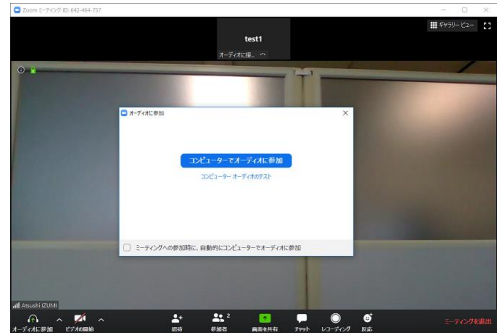 Zoom ミーティング ID: 642-484-757
ギャラリービュー
test1
オーディオに接...
オーディオに参加
コンピューターでオーディオに参加
コンピューター オーディオのテスト
ミーティングへの参加時に、自動的にコンピューターでオーディオに参加
Atsushi IZUMI
オーディオに参加
ビデオの開始
招待
2
参加者
画面を共有
チャット
レコーディング
反応
ミーティングを退出